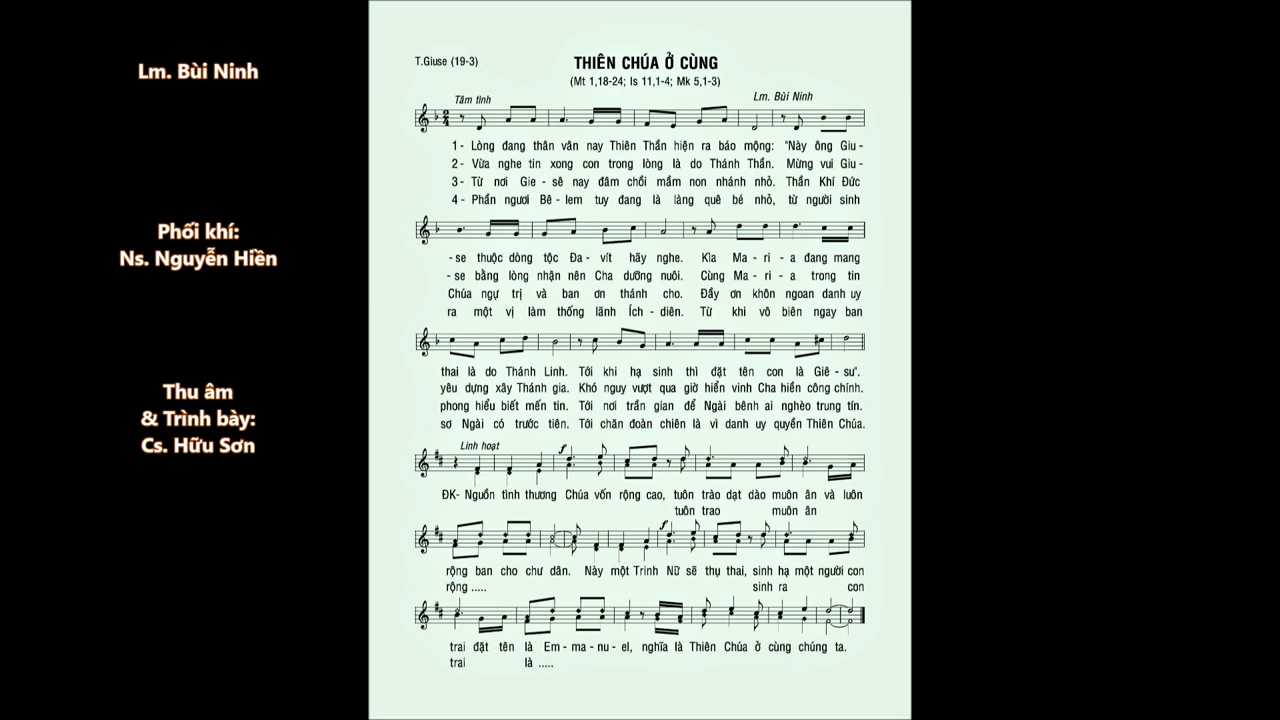 Lm. Bùi Ninh
Phối khí:
Ns. Nguyễn Hiền
Thu âm
& Trình bày:
Cs. Hữu Sơn
T.Giuse (19-3)
THIÊN CHÚA Ở CÙNG
(Mt 1,18-24; Is 11,1-4; Mk 5,1-3)
Tâm tình
Lm. Bùi Ninh
1- Lòng đang thân vân nay Thiên Thần hiện ra báo mộng: "Này ông Giu-
2- Vừa nghe tin xong con trong lòng là do Thánh Thần. Mừng vui Giu-
3- Từ nơi Gie - sê nay đâm chồi mầm non nhánh nhỏ. Thần Khí Đức
4- Phần ngươi Bê - lem tuy đang là làng quê bé nhỏ, từ người sinh
-se thuộc dòng tộc Đa - vít hãy nghe. Kìa Ma - ri - a đang mang
-se bằng lòng nhận nên Cha dưỡng nuôi. Cùng Ma - ri - a trong tin
Chúa ngự trị và ban ơn thánh cho. Đầy ơn khôn ngoan danh uy
ra một vị làm thống lãnh Ích - diên. Từ khi vô biên ngay ban
thai là do Thánh Linh. Tới khi hạ sinh thì đặt tên con là Giê - su".
yêu dựng xây Thánh gia. Khó nguy vượt qua giờ hiển vinh Cha hiền công chính.
phong hiểu biết mến tin. Tới nơi trần gian để Ngài bênh ai nghèo trung tín.
sơ Ngài có trước tiên. Tới chăn đoàn chiên là vì danh uy quyền Thiên Chúa.
Linh hoạt
f
ĐK- Nguồn tình thương Chúa vốn rộng cao, tuôn trào dạt dào muôn ân và luôn
tuôn trao muôn ân
f
rộng ban cho chư dân. Này một Trinh Nữ sẽ thụ thai, sinh hạ một người con
rộng ..... sinh ra con
trai đặt tên là Em - ma - nu - el, nghĩa là Thiên Chúa ở cùng chúng ta.
trai là .....